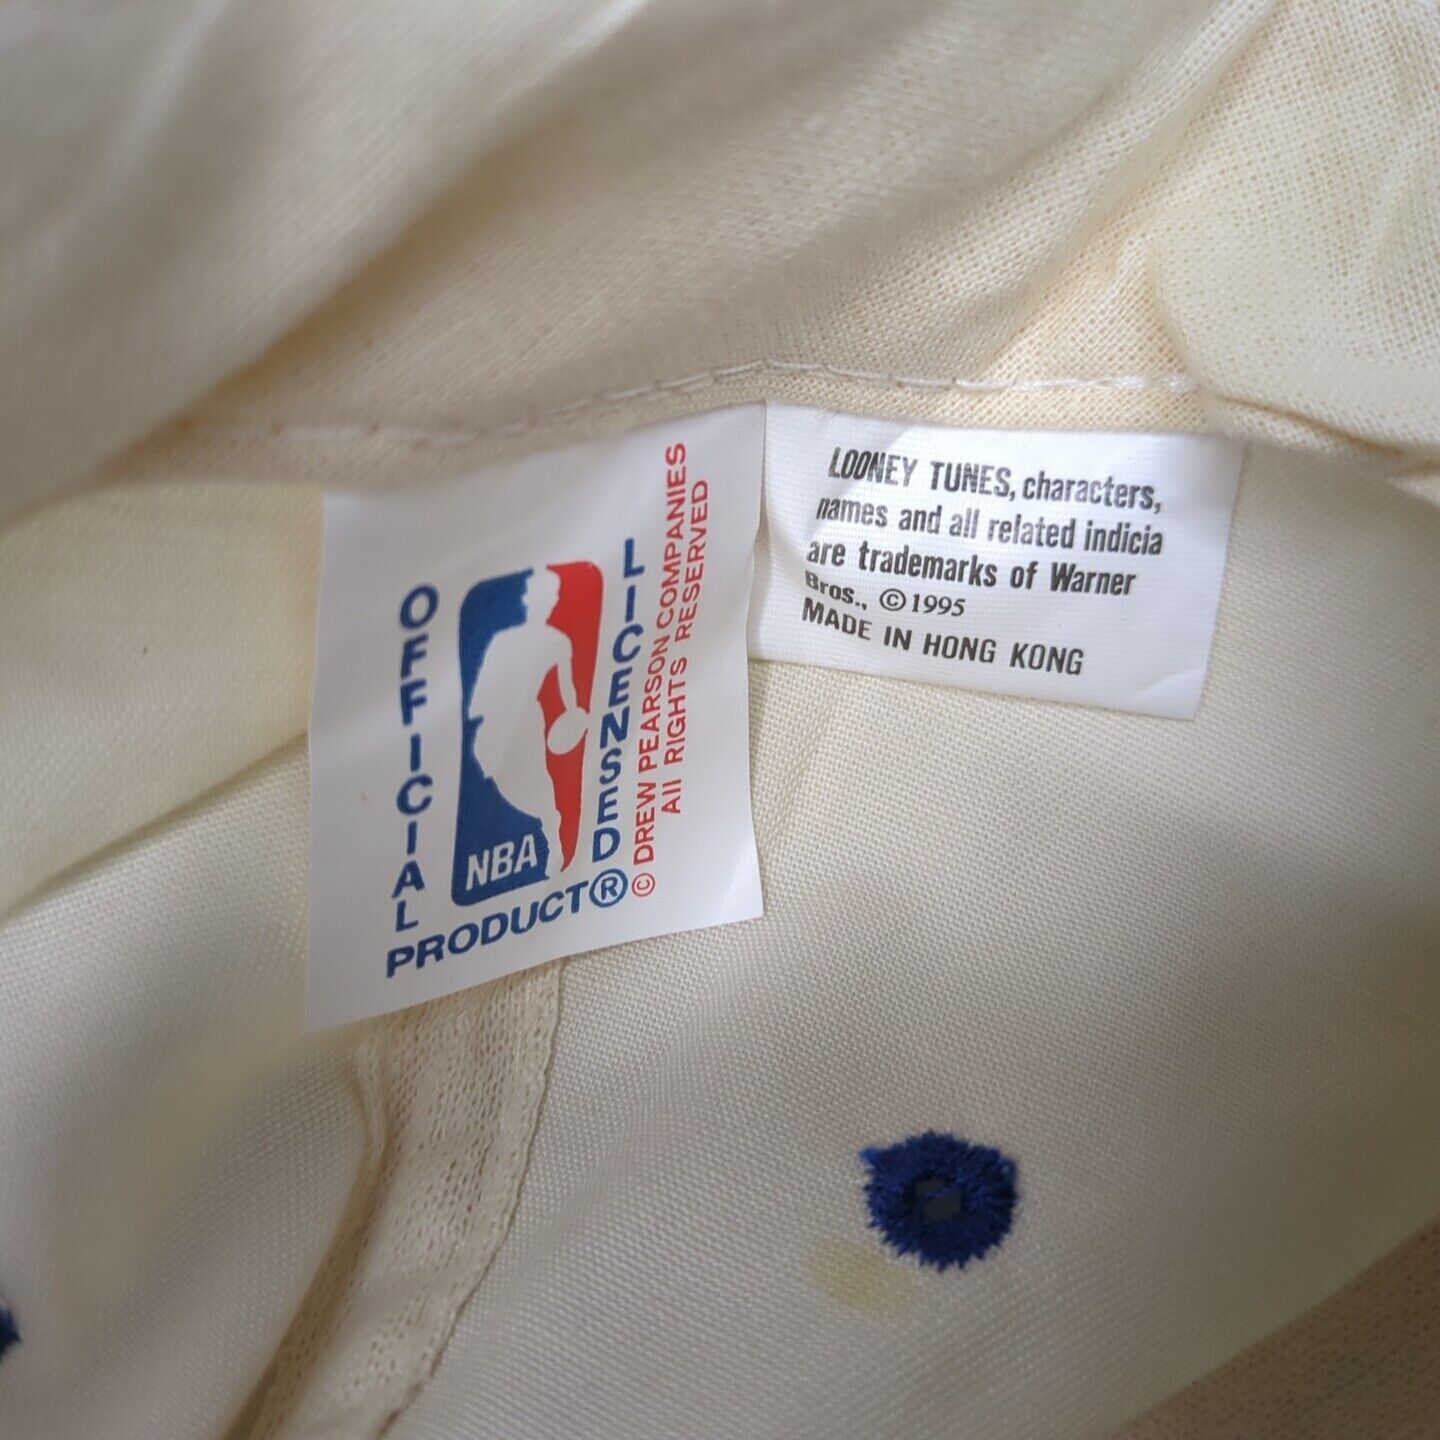 OFFICIAL
LICENSED
NBA
PRODUCT®
© DREW PEARSON COMPANIES
All RIGHTS RESERVED
LOONEY TUNES, characters,
names and all related indicia
are trademarks of Warner
Bros., © 1995
MADE IN HONG KONG